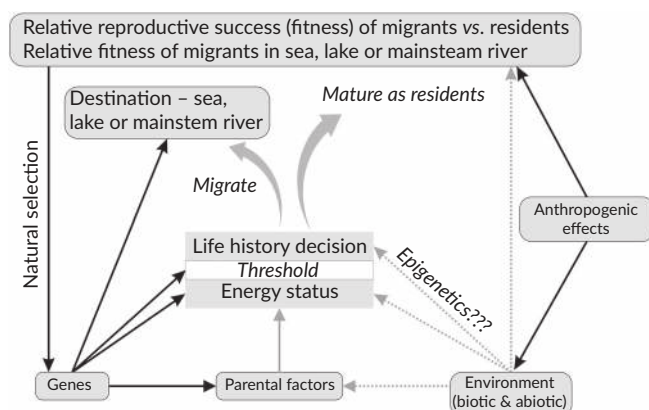 Relative reproductive success (fitness) of migrants vs. residents
Relative fitness of migrants in sea, lake or mainsteam river
Destination – sea,
lake or mainstem river
Mature as residents
Migrate
Natural selection
Anthropogenic
effects
Life history decision
Threshold
Energy status
Epigenetics???
Genes
Parental factors
Environment
(biotic & abiotic)